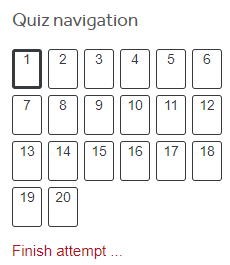 Quiz navigation
1 2 3 4 5 6
7 8 9 10 11 12
13 14 15 16 17 18
19 20
Finish attempt ...